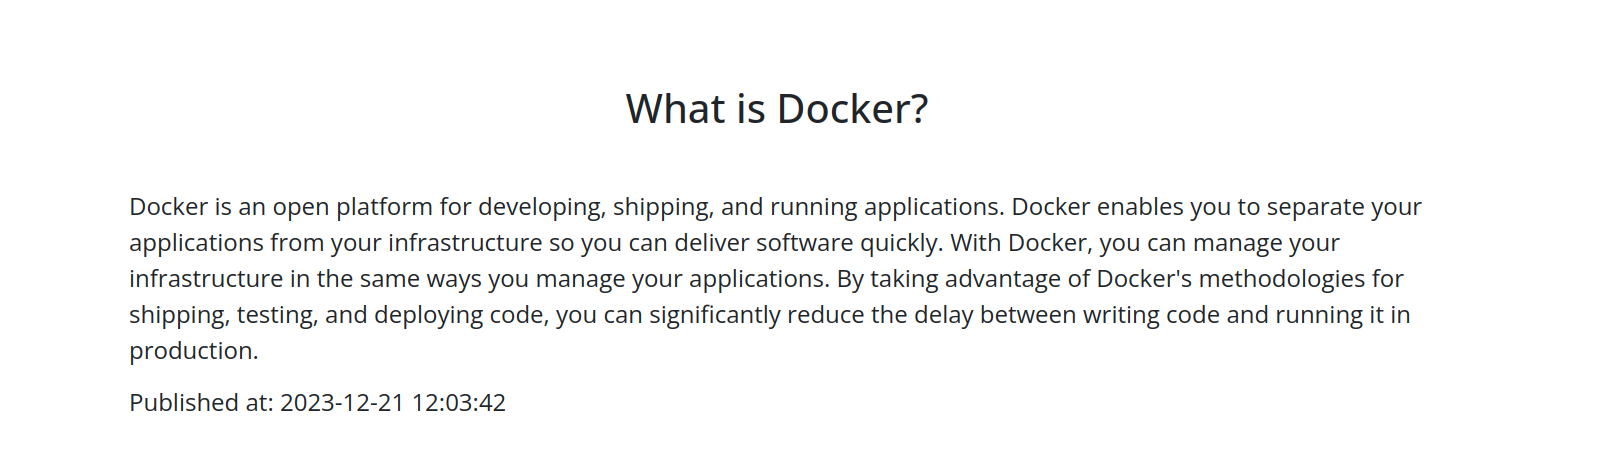 What is Docker?
Docker is an open platform for developing, shipping, and running applications. Docker enables you to separate your
applications from your infrastructure so you can deliver software quickly. With Docker, you can manage your
infrastructure in the same ways you manage your applications. By taking advantage of Docker's methodologies for
shipping, testing, and deploying code, you can significantly reduce the delay between writing code and running it in
production.
Published at: 2023-12-21 12:03:42